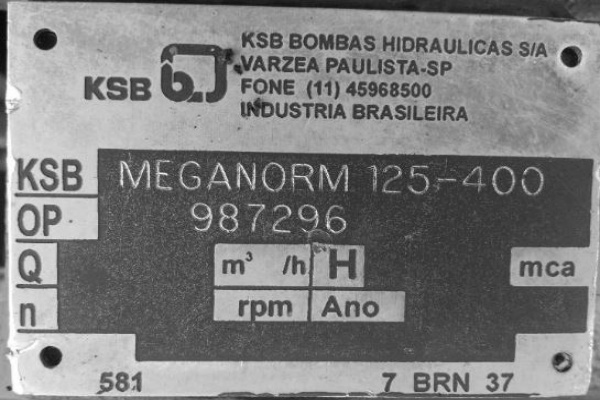 KSB BOMBAS HIDRAULICAS S/A
KSB VARZEA PAULISTA-SP
FONE (11) 45968500
INDUSTRIA BRASILEIRA
KSB MEGANORM 125-400
OP 987296
Q m³ /h H mca
n rpm Ano
581 7 BRN 37